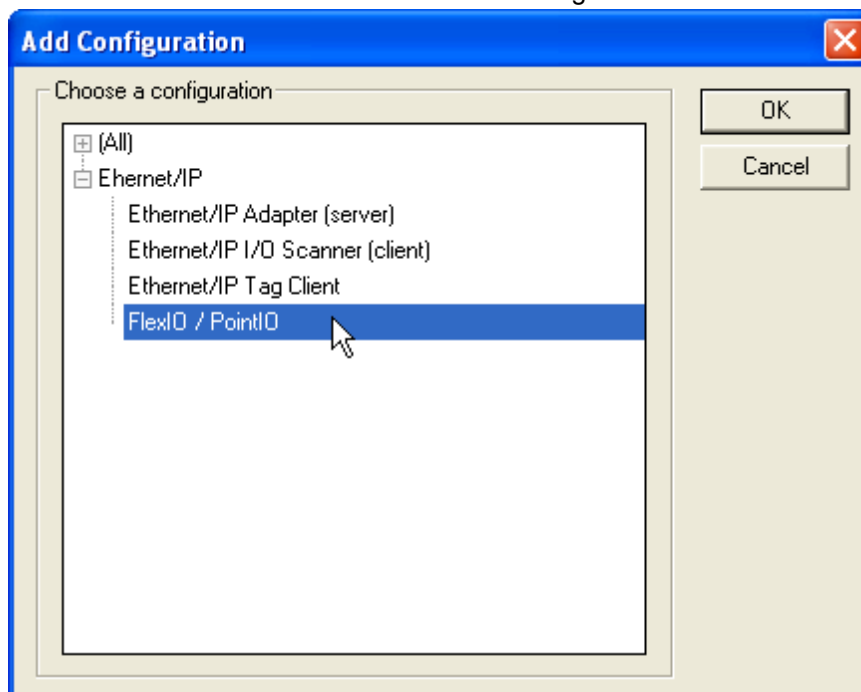 Add Configuration
Choose a configuration
OK
(All)
Cancel
Ehernet/IP
Ethernet/IP Adapter (server)
Ethernet/IP I/O Scanner (client)
Ethernet/IP Tag Client
FlexIO / PointIO